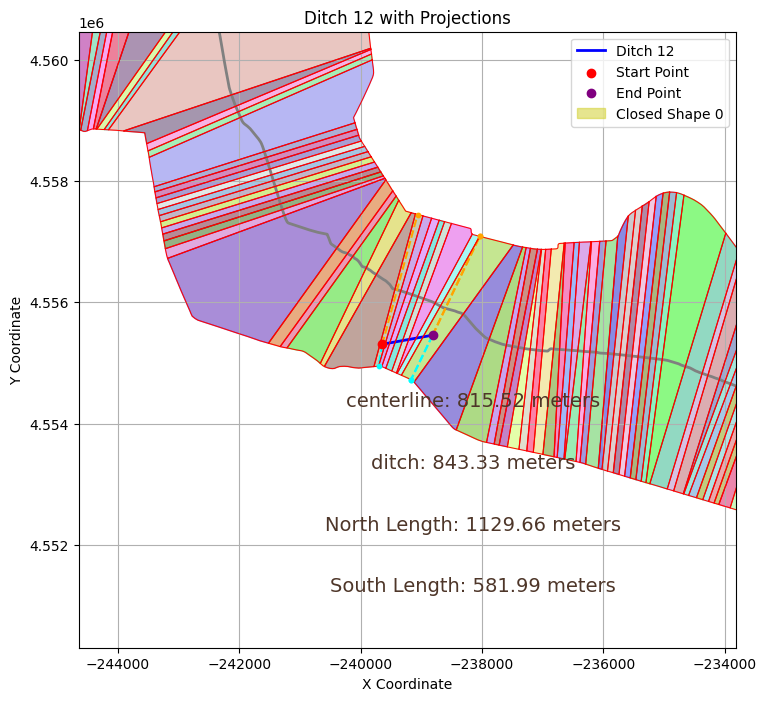 Ditch 12 with Projections
1e6
Ditch 12
Start Point
End Point
Closed Shape 0
4.560
4.558
4.556
4.554
4.552
Y Coordinate
centerline: 815.52 meters
ditch: 843.33 meters
North Length: 1129.66 meters
South Length: 581.99 meters
−244000 −242000 −240000 −238000 −236000 −234000
X Coordinate